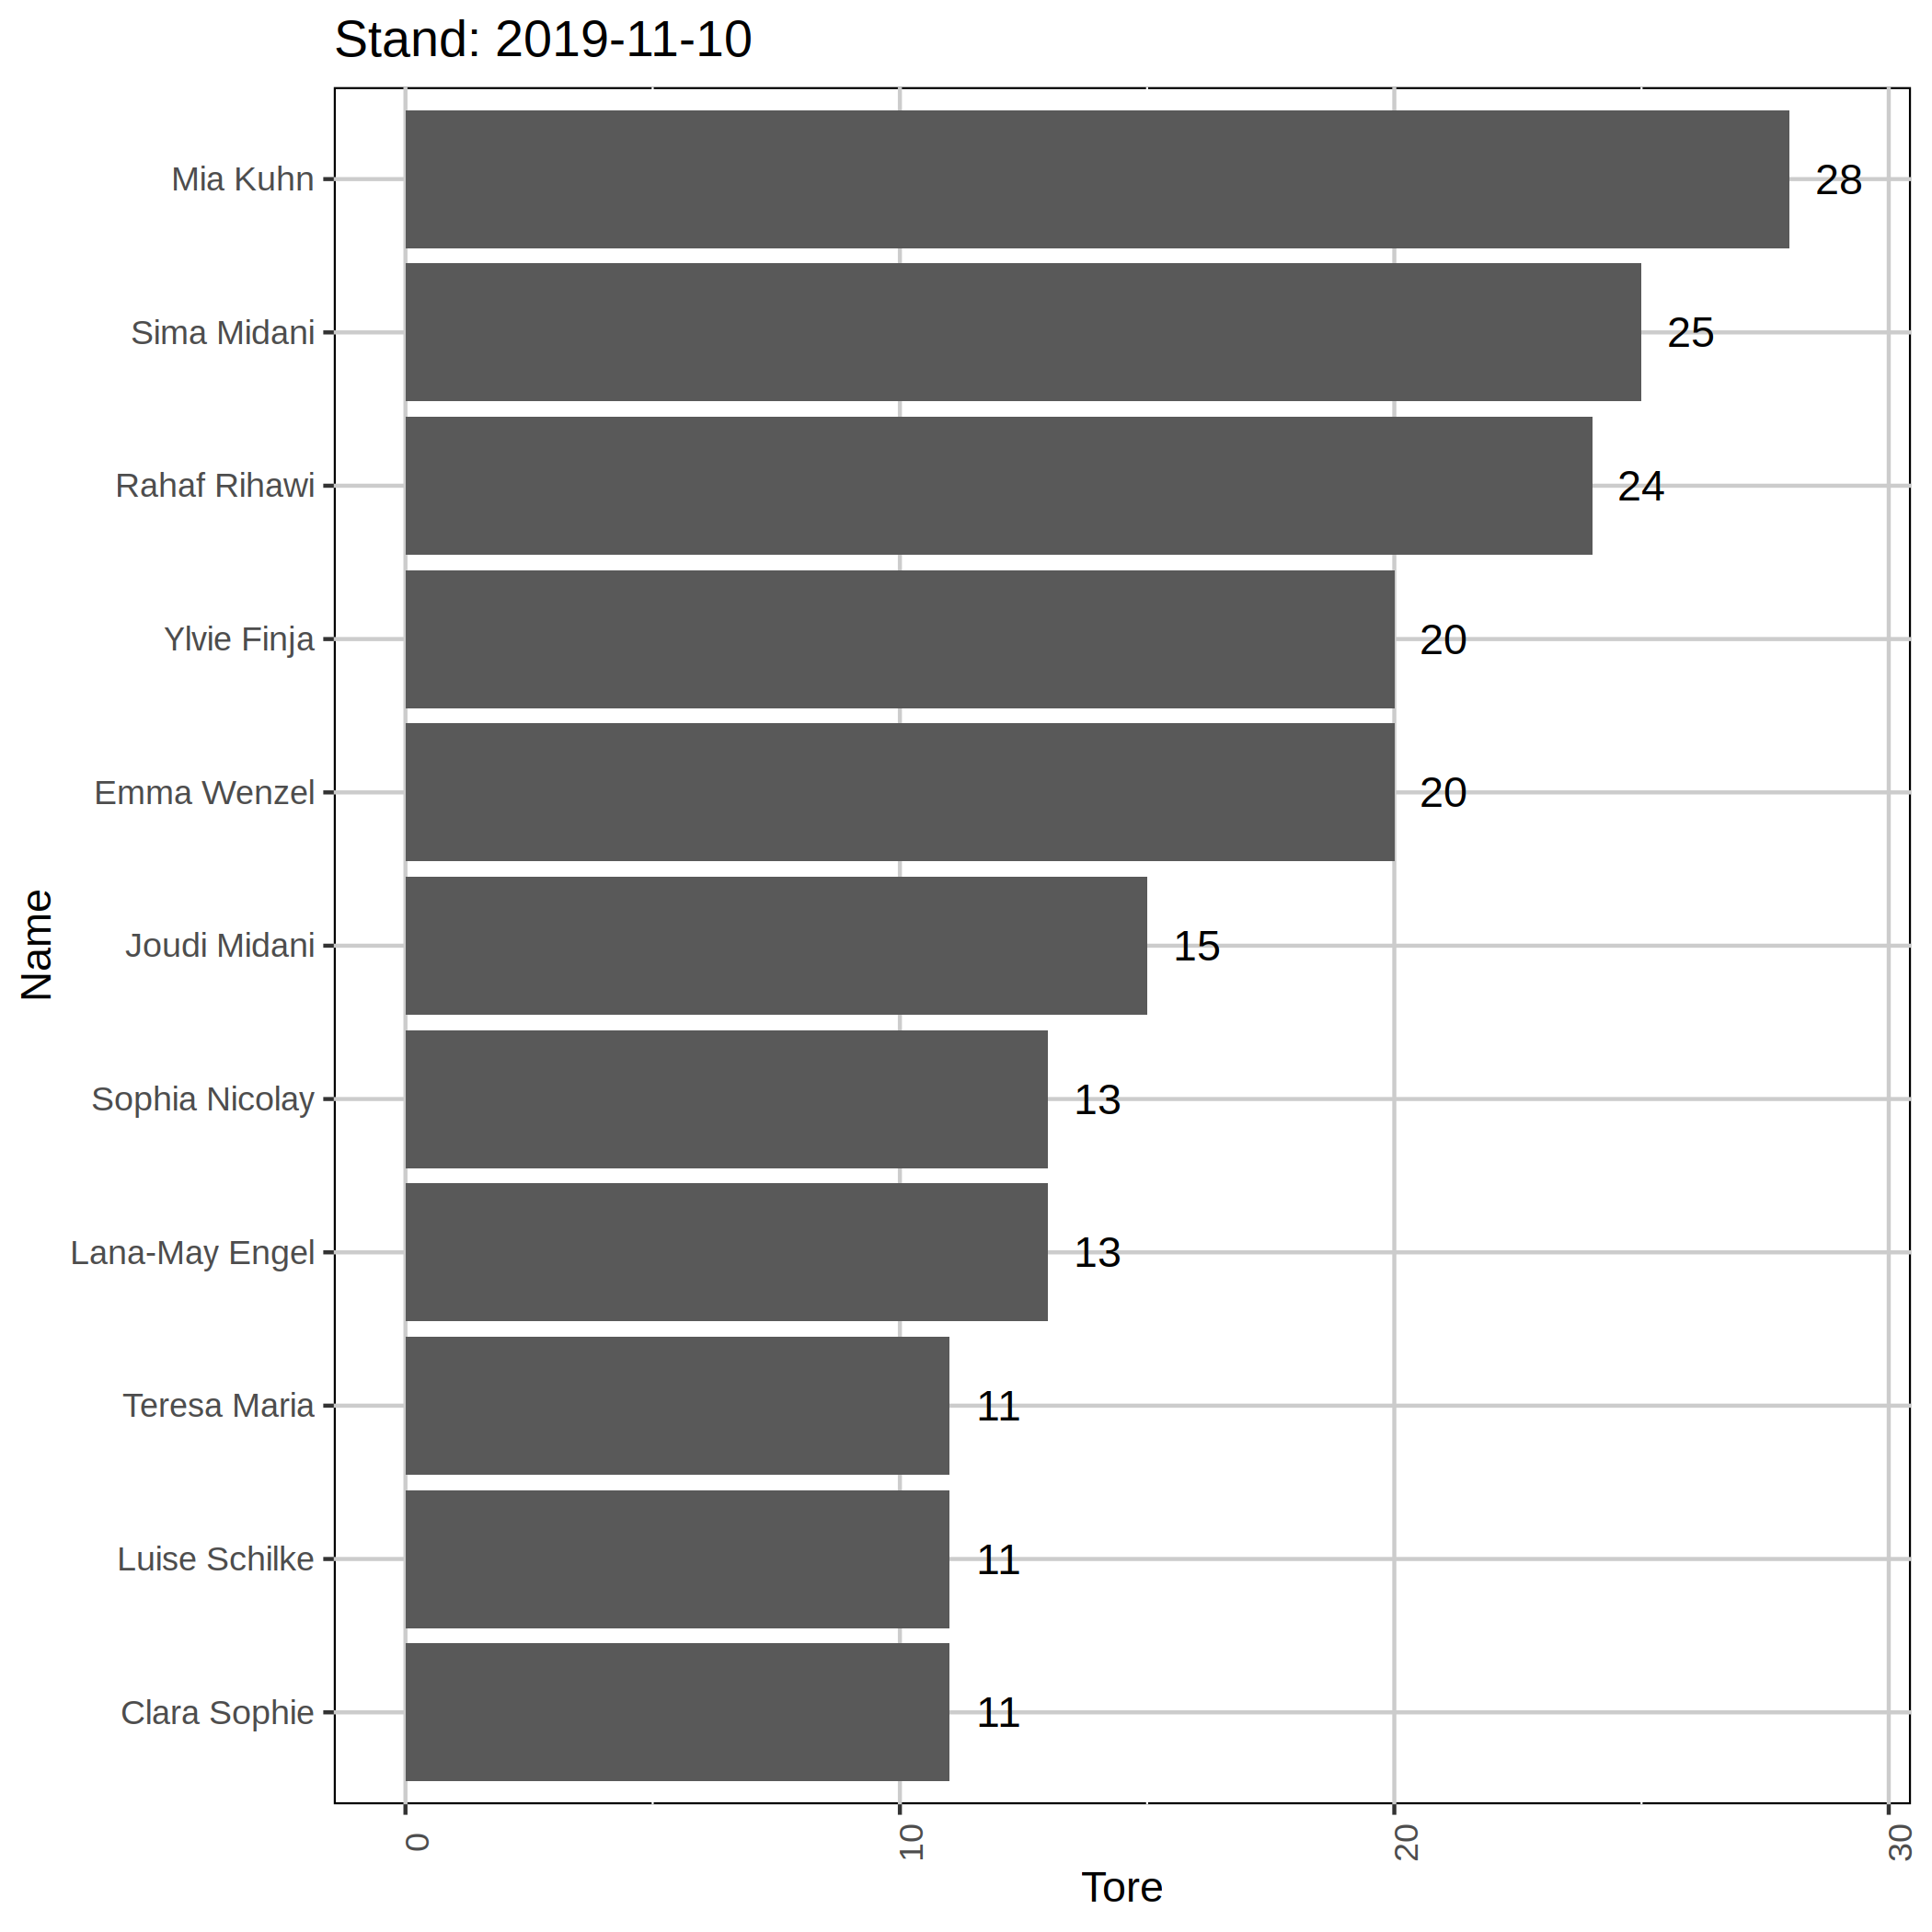 Stand: 2019-11-10
Name
Mia Kuhn 28
Sima Midani 25
Rahaf Rihawi 24
Ylvie Finja 20
Emma Wenzel 20
Joudi Midani 15
Sophia Nicolay 13
Lana-May Engel 13
Teresa Maria 11
Luise Schilke 11
Clara Sophie 11
0 10 20 30
Tore